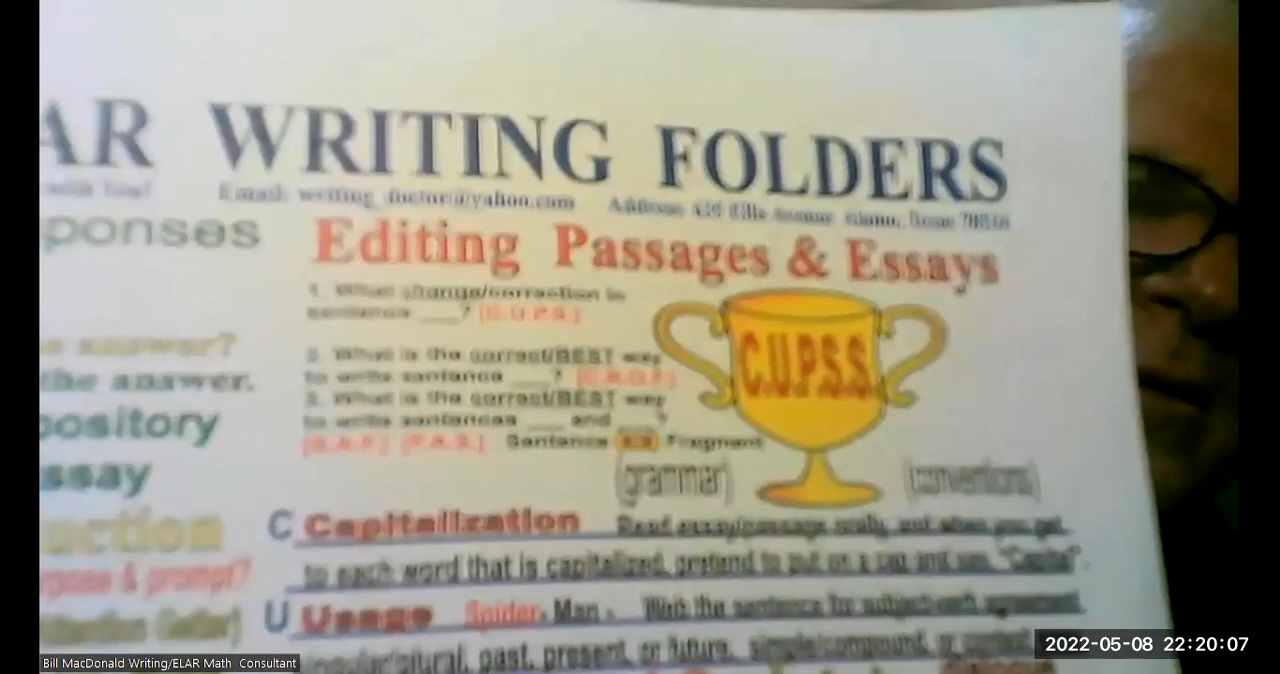 AR WRITING FOLDERS
Email: writing_doctor@yahoo.com Address:
ponses
Editing Passages & Essays
1. What change/correction in
sentence ___? [C.U.P.S.]
answer?
2. What is the correct/BEST way
to write sentence ___?
the answer.
3. What is the correct/BEST way
to write sentences ___ and ___?
C.U.P.S.S.
pository
Sentence Fragment
ssay
(grammar) (conventions)
uction
C Capitalization Read essay/passage orally, and when you get
rpose & prompt?
to each word that is capitalized, pretend to put on a cap and say, "Capital".
U Usage Spider-Man - the sentence for subject/verb agreement
singular/plural, past, present, or future, simple/compound, or
Bill MacDonald Writing/ELAR Math Consultant
2022-05-08 22:20:07